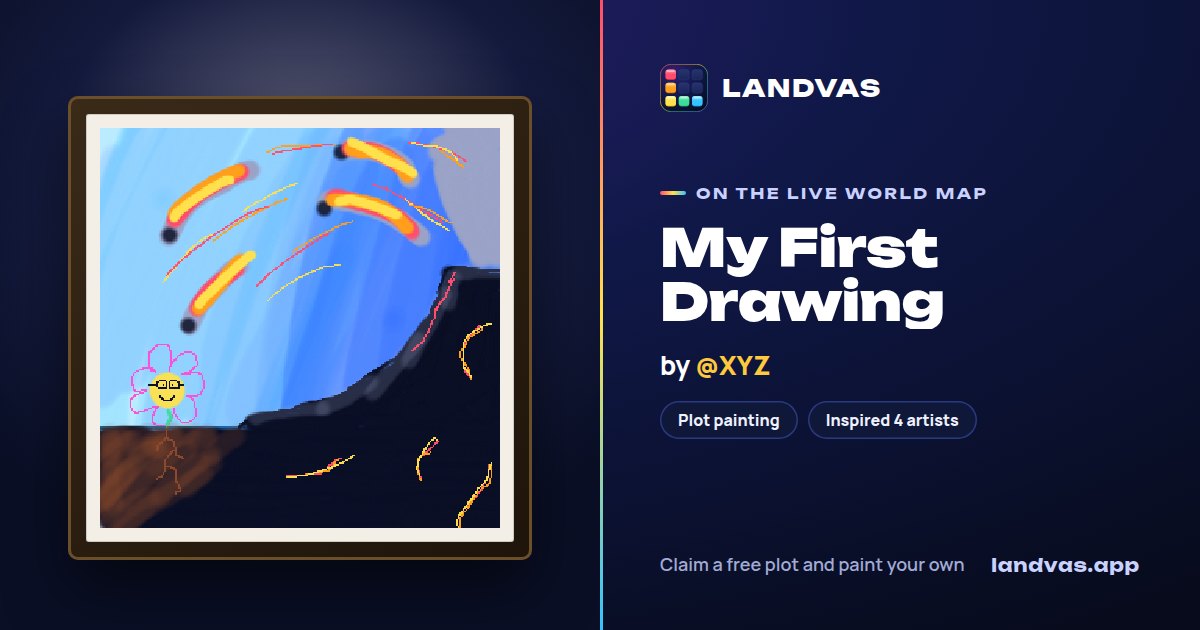 LANDVAS
ON THE LIVE WORLD MAP
My First
Drawing
by @XYZ
Plot painting
Inspired 4 artists
Claim a free plot and paint your own landvas.app